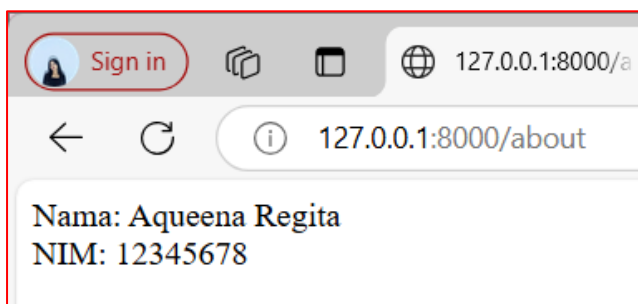 Sign in
127.0.0.1:8000/a
127.0.0.1:8000/about
Nama: Aqueena Regita
NIM: 12345678